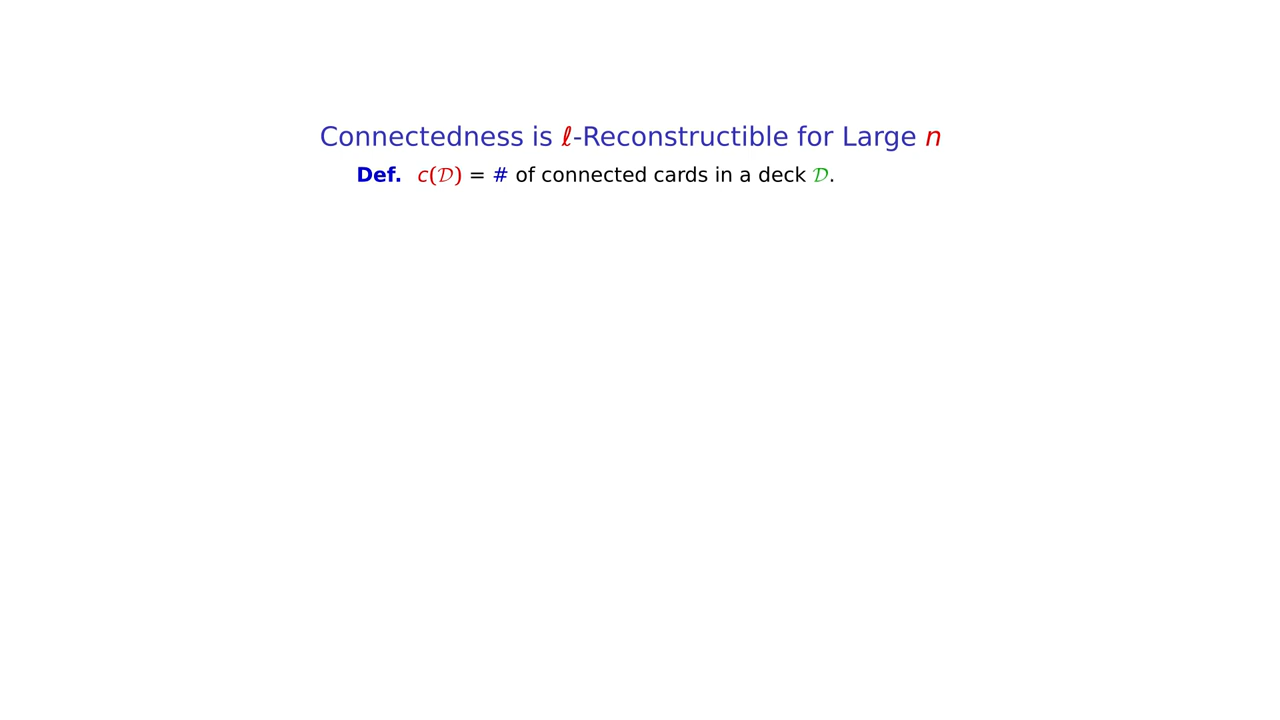 Connectedness is ℓ-Reconstructible for Large n
Def. c(𝒟) = # of connected cards in a deck 𝒟.